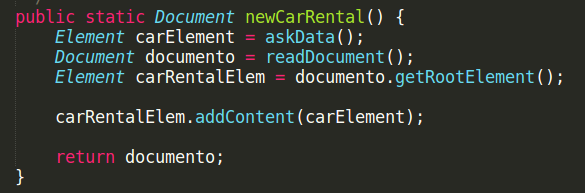 public static Document newCarRental() {
Element carElement = askData();
Document documento = readDocument();
Element carRentalElem = documento.getRootElement();
carRentalElem.addContent(carElement);
return documento;
}